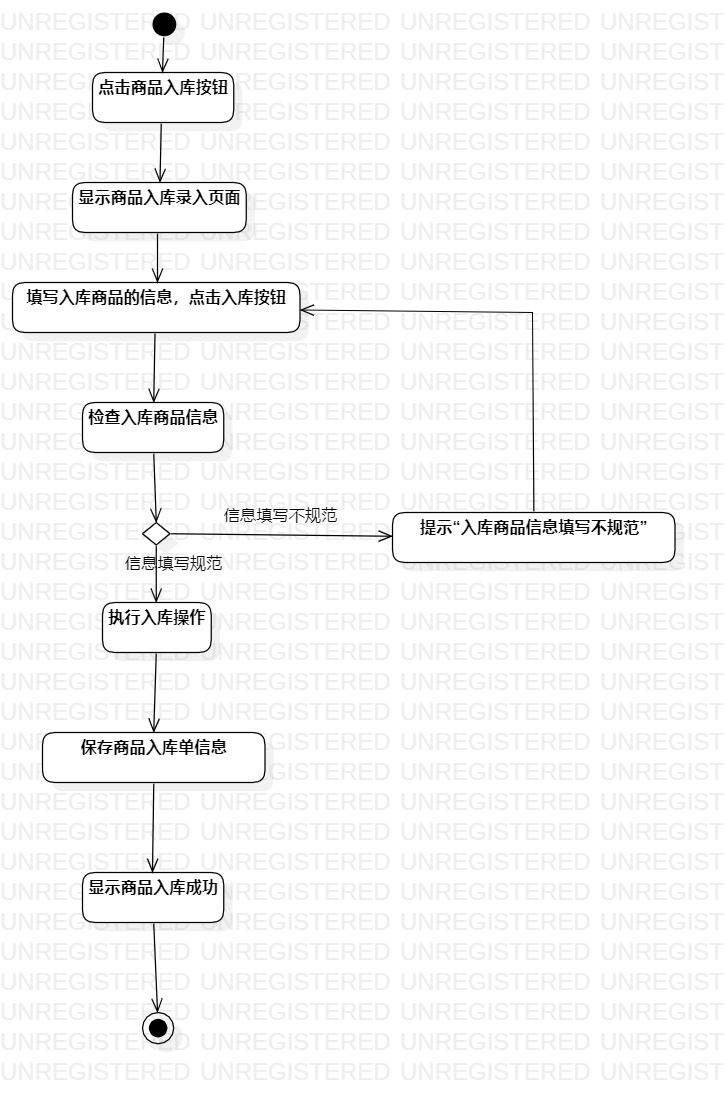 点击商品入库按钮
显示商品入库录入页面
填写入库商品的信息，点击入库按钮
检查入库商品信息
信息填写不规范
提示“入库商品信息填写不规范”
信息填写规范
执行入库操作
保存商品入库单信息
显示商品入库成功